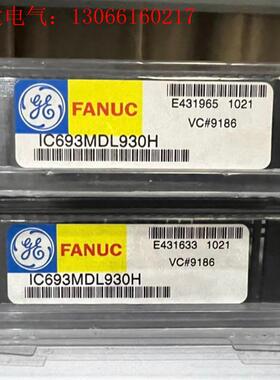 电气：13066160217
GE
FANUC
E431965 1021
VC#9186
IC693MDL930H
GE
FANUC
E431633 1021
VC#9186
IC693MDL930H